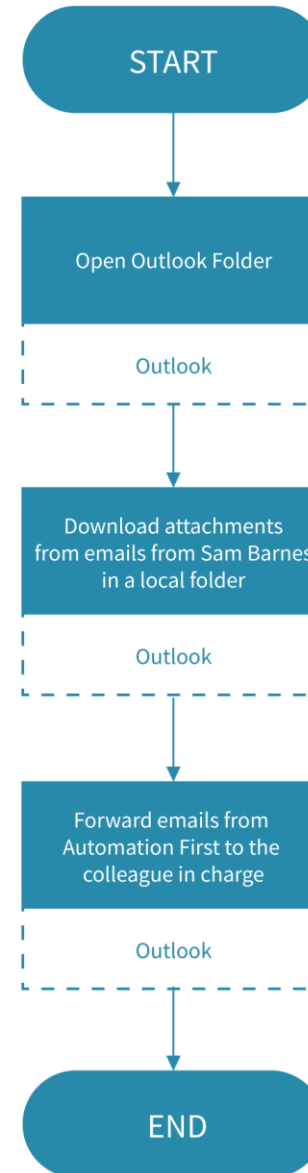 START
Open Outlook Folder
Outlook
Download attachments
from emails from Sam Barnes
in a local folder
Outlook
Forward emails from
Automation First to the
colleague in charge
Outlook
END